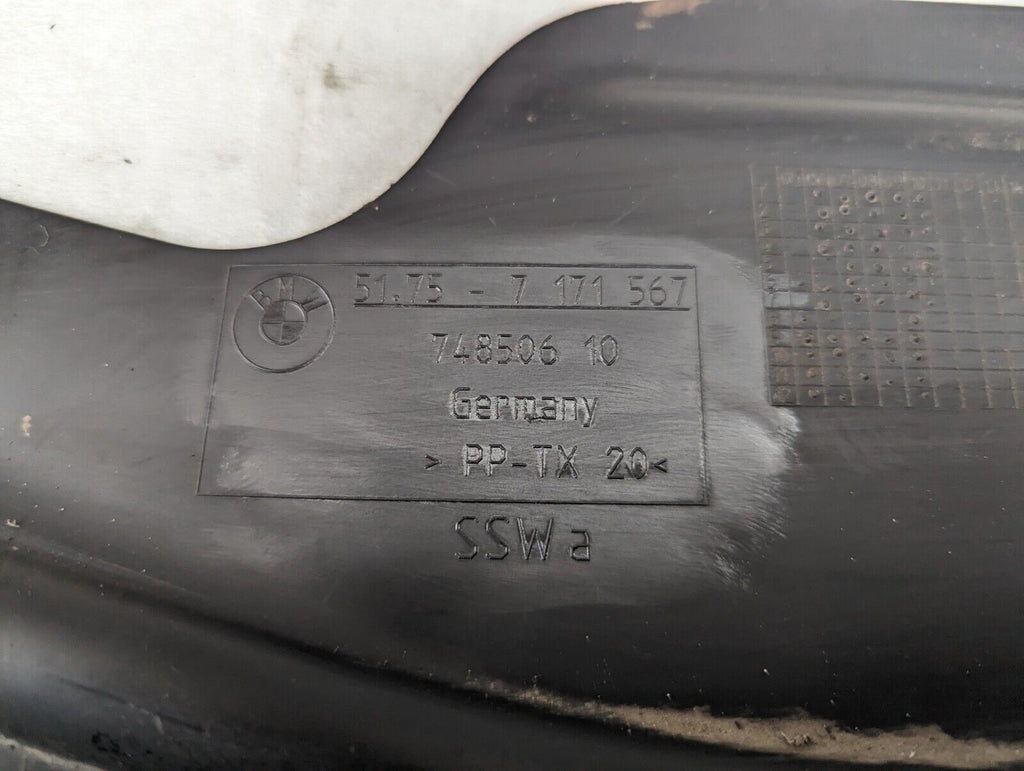 BMW
51.75 - 7 171 567
748506 10
Germany
> PP-TX 20<
SSW a